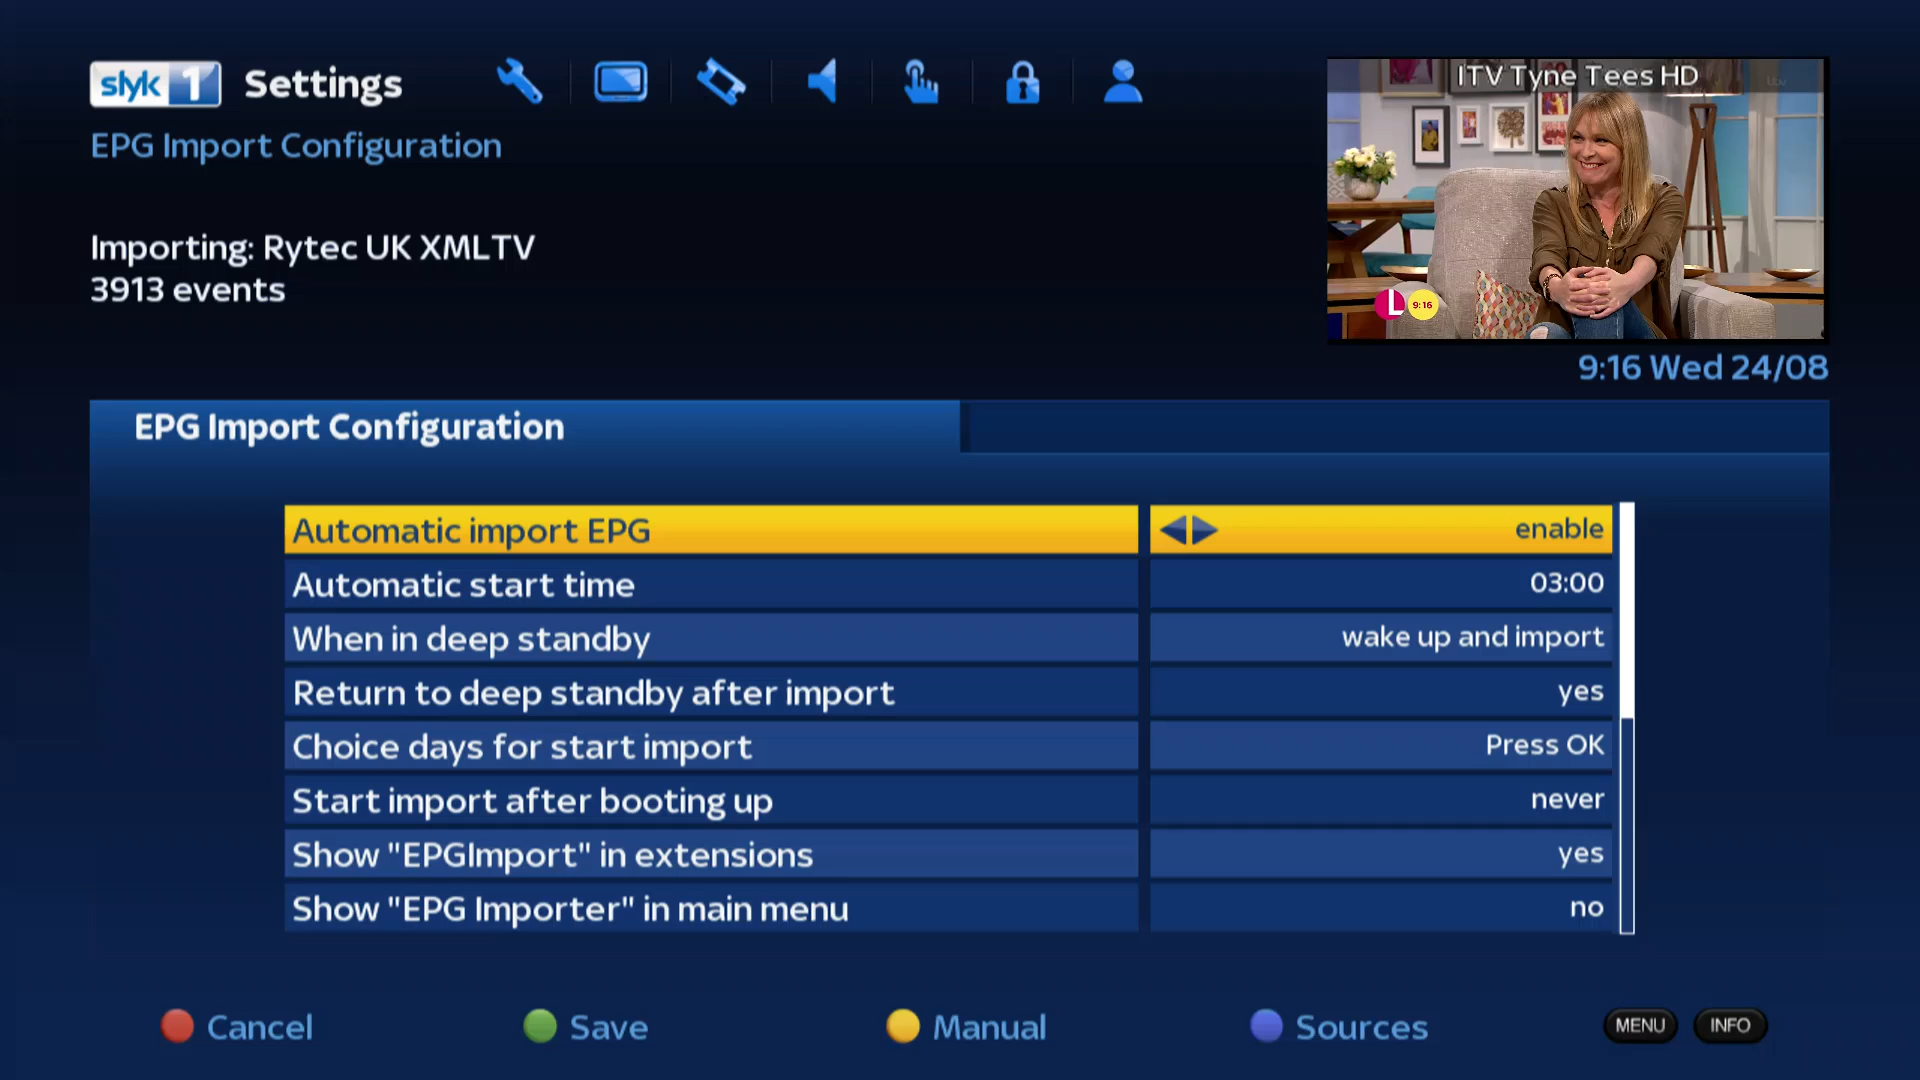 slyk 1 Settings
EPG Import Configuration
ITV Tyne Tees HD
Importing: Rytec UK XMLTV
3913 events
L 9:16
9:16 Wed 24/08
EPG Import Configuration
Automatic import EPG enable
Automatic start time 03:00
When in deep standby wake up and import
Return to deep standby after import yes
Choice days for start import Press OK
Start import after booting up never
Show "EPGImport" in extensions yes
Show "EPG Importer" in main menu no
Cancel Save Manual Sources MENU INFO